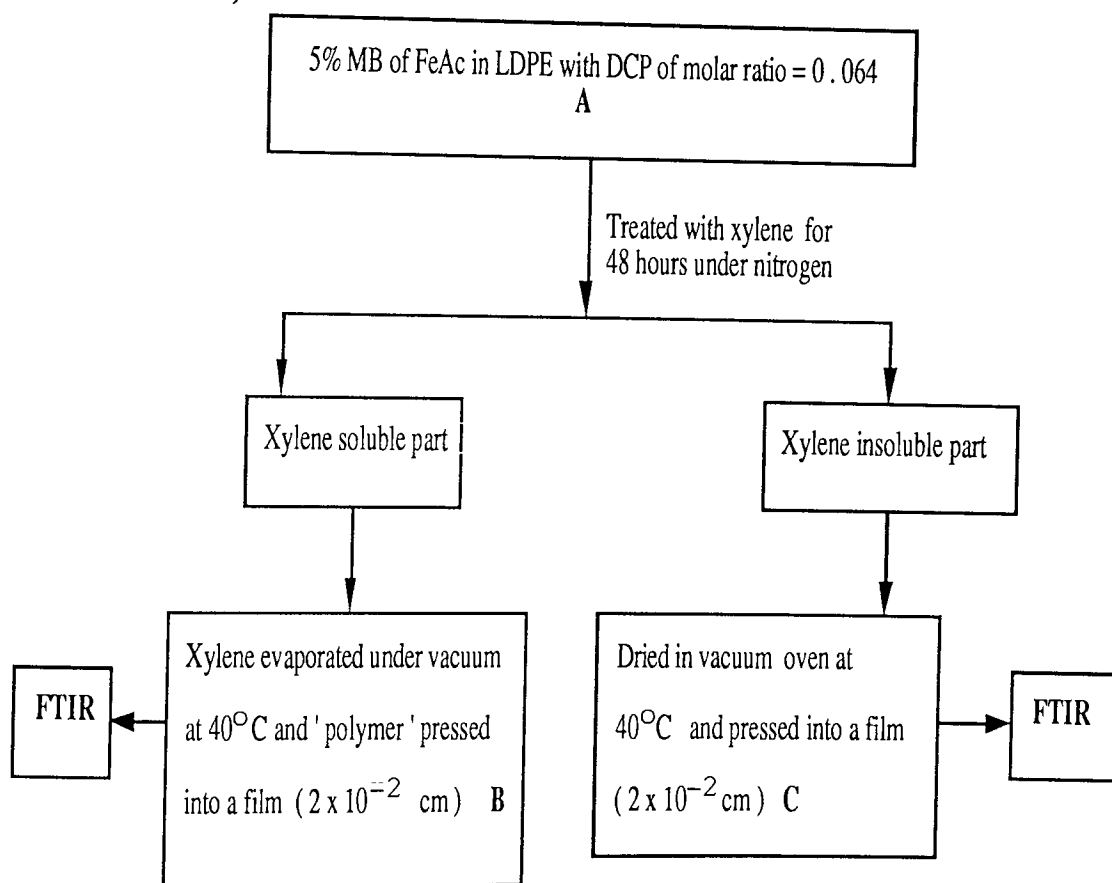 5% MB of FeAc in LDPE with DCP of molar ratio = 0.064
A
Treated with xylene for
48 hours under nitrogen
Xylene soluble part
Xylene insoluble part
Xylene evaporated under vacuum
at 40°C and ' polymer ' pressed
into a film ( 2 x 10⁻² cm ) B
FTIR
Dried in vacuum oven at
40°C and pressed into a film
( 2 x 10⁻² cm ) C
FTIR